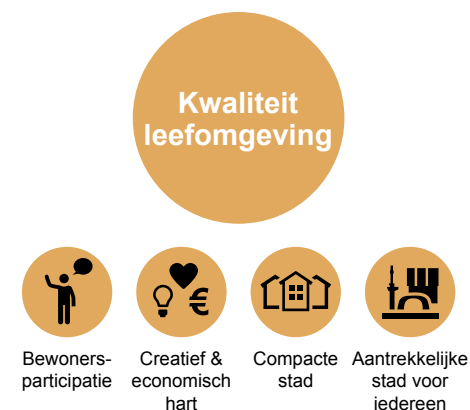 Kwaliteit
leefomgeving
Bewoners-
participatie
Creatief &
economisch
hart
Compacte
stad
Aantrekkelijke
stad voor
iedereen